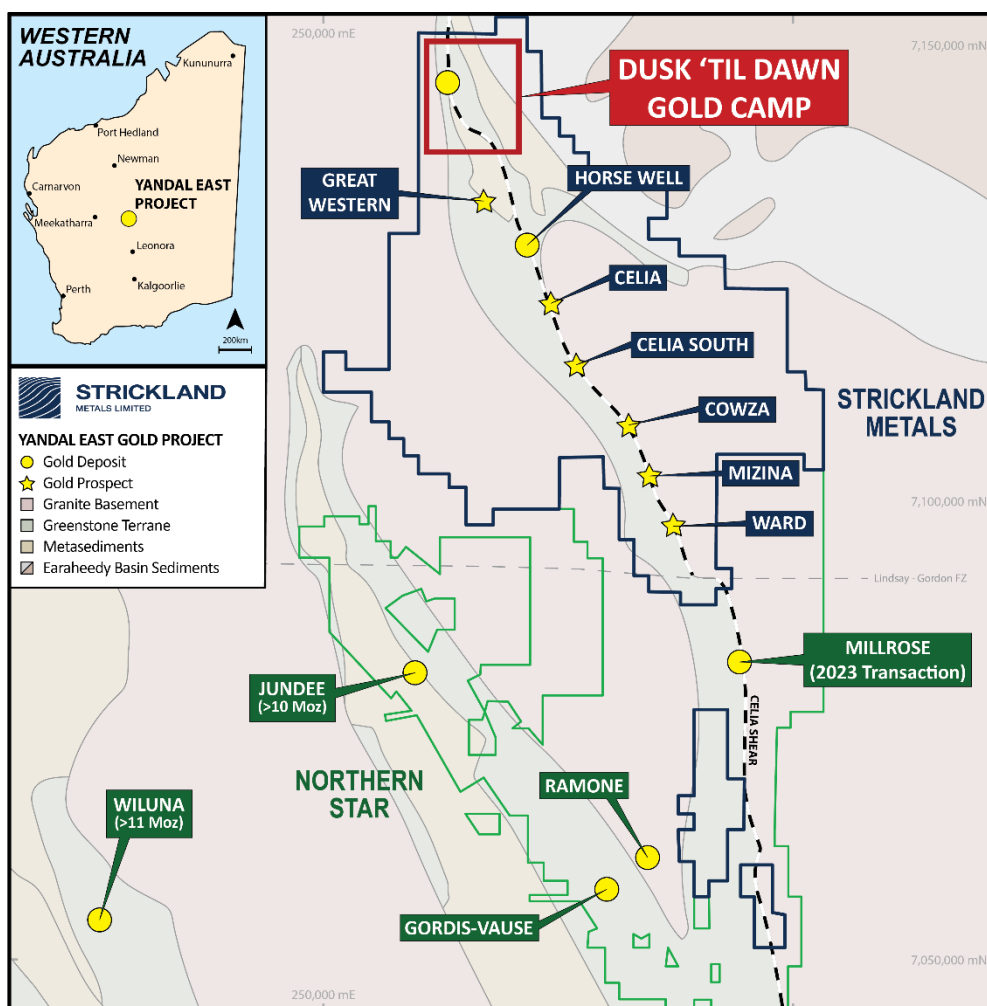 WESTERN
AUSTRALIA
Kununurra
Port Hedland
Newman
YANDAL EAST
PROJECT
Carnarvon
Meekatharra
Leonora
Kalgoorlie
Perth
200km
STRICKLAND
METALS LIMITED
YANDAL EAST GOLD PROJECT
Gold Deposit
Gold Prospect
Granite Basement
Greenstone Terrane
Metasediments
Earaheedy Basin Sediments
250,000 mE
7,150,000 mN
DUSK ‘TIL DAWN
GOLD CAMP
GREAT
WESTERN
HORSE WELL
CELIA
CELIA SOUTH
STRICKLAND
METALS
COWZA
MIZINA
7,100,000 mN
WARD
Lindsay - Gordon FZ
MILLROSE
(2023 Transaction)
JUNDEE
(>10 Moz)
CELIA SHEAR
NORTHERN
STAR
RAMONE
WILUNA
(>11 Moz)
GORDIS-VAUSE
7,050,000 mN
250,000 mE